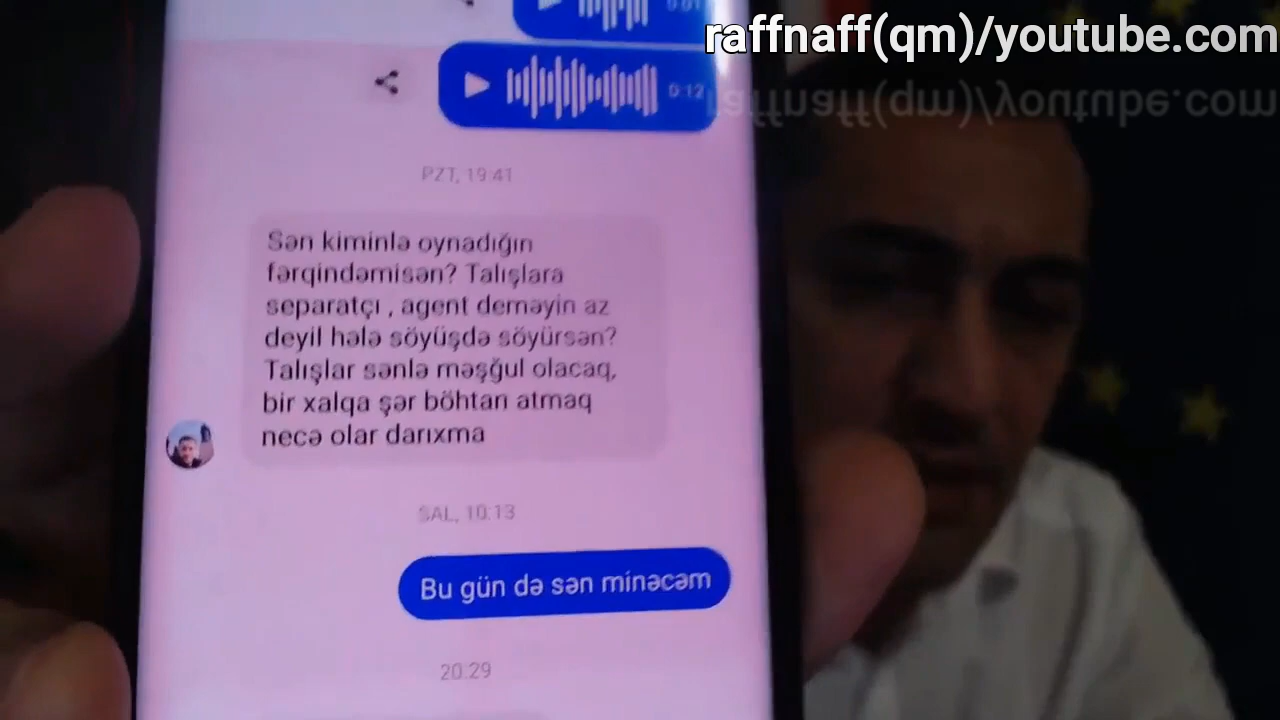 raffnaff(qm)/youtube.com
0:12
PZT, 19:41
Sən kiminlə oynadığın
fərqindəmisən? Talışlara
separatçı , agent deməyin az
deyil hələ söyüşdə söyürsən?
Talışlar sənlə məşğul olacaq,
bir xalqa şər böhtan atmaq
necə olar darıxma
SAL, 10:13
Bu gün də sən minəcəm
20:29